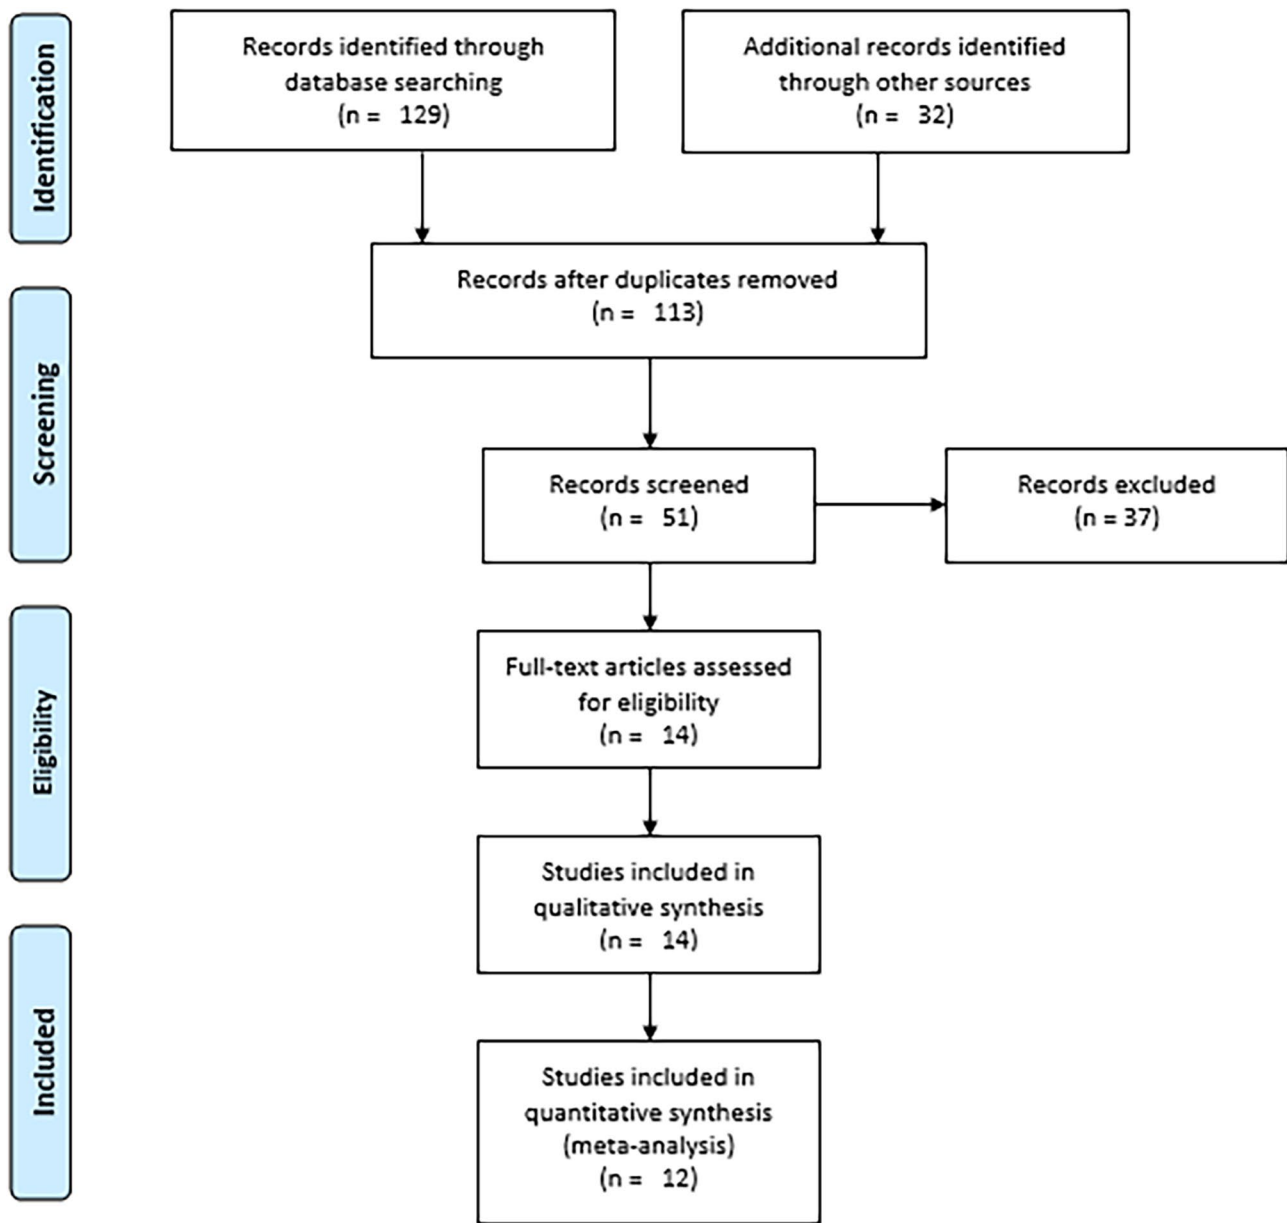 Identification
Records identified through
database searching
(n = 129)
Additional records identified
through other sources
(n = 32)
Records after duplicates removed
(n = 113)
Screening
Records screened
(n = 51)
Records excluded
(n = 37)
Eligibility
Full-text articles assessed
for eligibility
(n = 14)
Studies included in
qualitative synthesis
(n = 14)
Included
Studies included in
quantitative synthesis
(meta-analysis)
(n = 12)